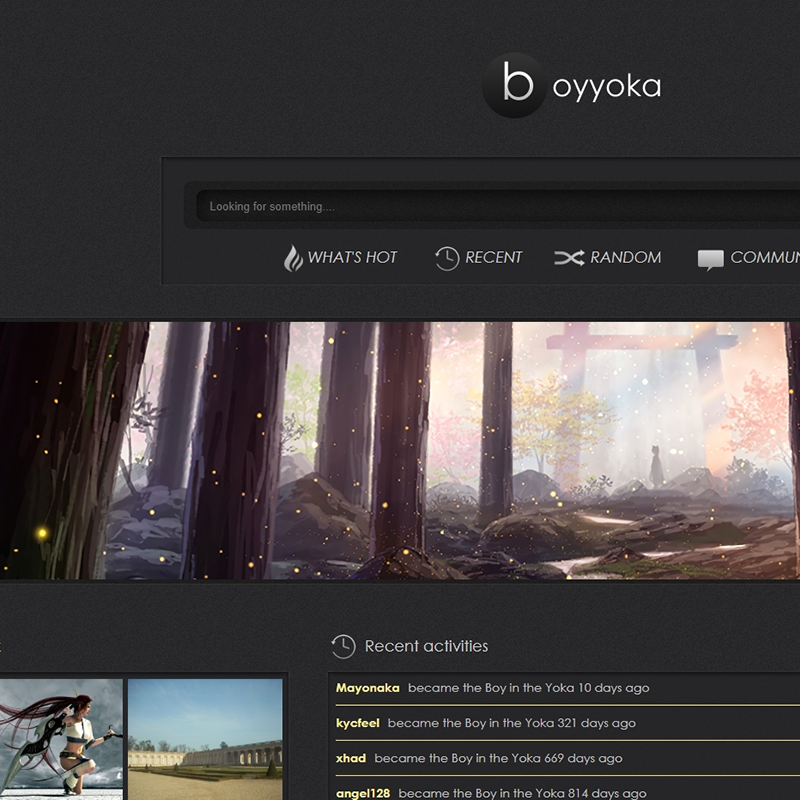 boyyoka
Looking for something....
WHAT'S HOT RECENT RANDOM COMMUN
Recent activities
Mayonaka became the Boy in the Yoka 10 days ago
kycfeel became the Boy in the Yoka 321 days ago
xhad became the Boy in the Yoka 669 days ago
angel128 became the Boy in the Yoka 814 days ago